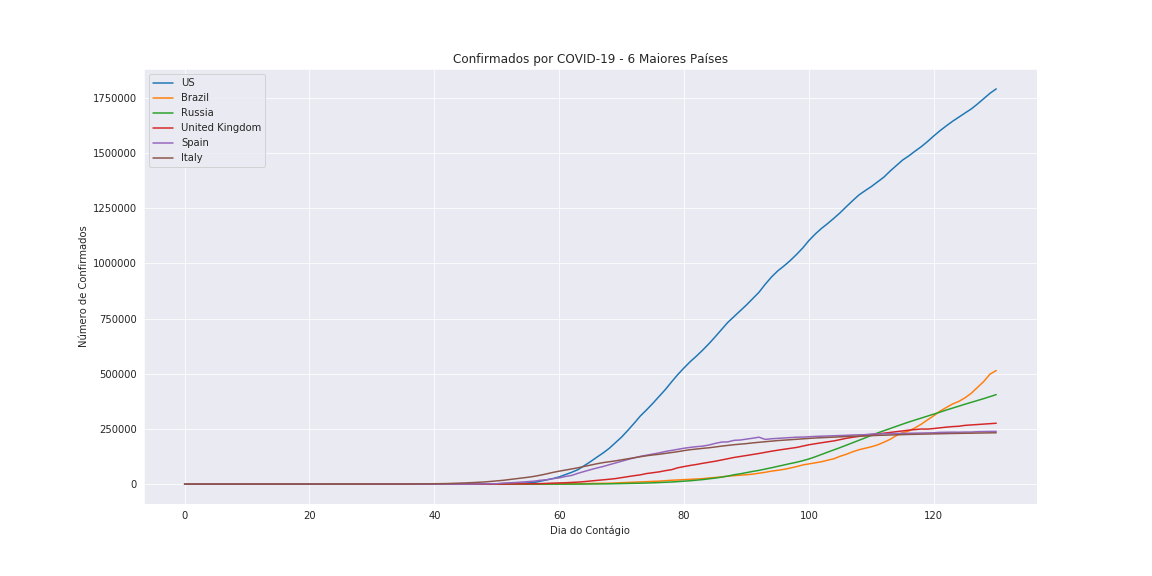 Confirmados por COVID-19 - 6 Maiores Países
US
Brazil
Russia
United Kingdom
Spain
Italy
1750000
1500000
1250000
1000000
750000
500000
250000
0
Número de Confirmados
0 20 40 60 80 100 120
Dia do Contágio